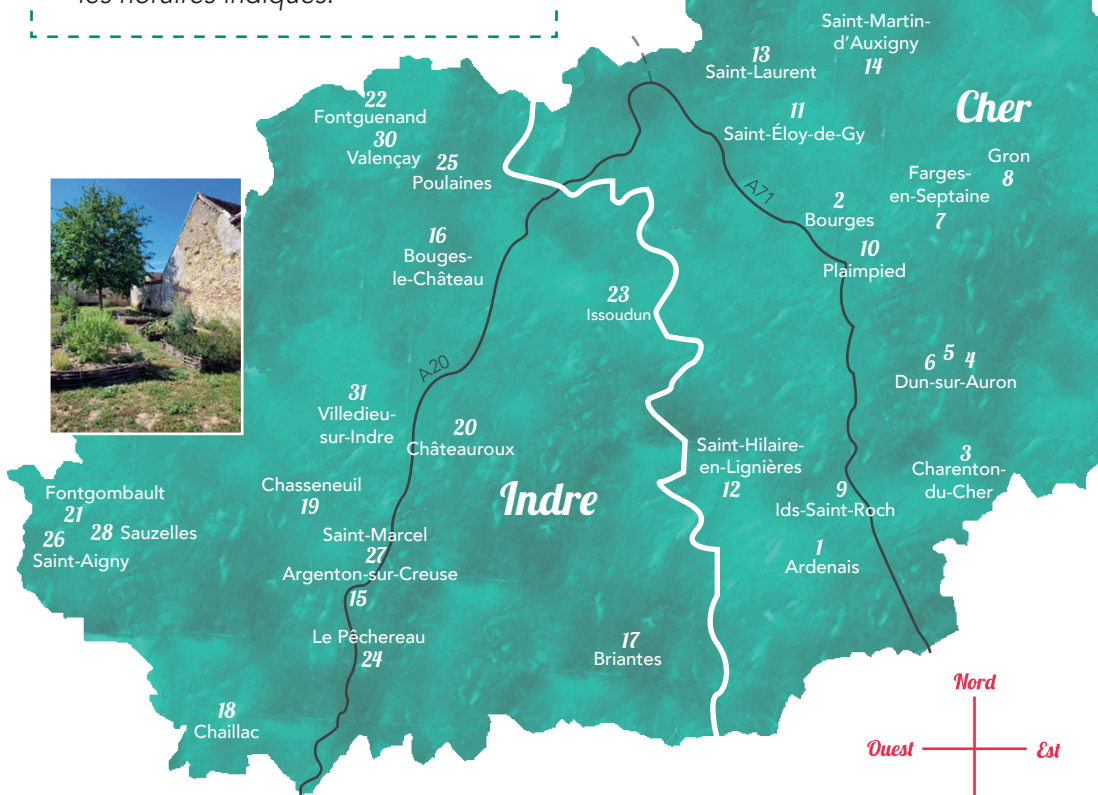 les horaires indiqués.
Saint-Martin-
d'Auxigny
14
13
Saint-Laurent
Cher
11
Saint-Éloy-de-Gy
22
Fontguenand
30
Valençay
25
Poulaines
Gron
8
Farges-
en-Septaine
7
A71
2
Bourges
10
Plaimpied
16
Bouges-
le-Château
23
Issoudun
6 5 4
Dun-sur-Auron
A20
31
Villedieu-
sur-Indre
20
Châteauroux
Saint-Hilaire-
en-Lignières
12
3
Charenton-
du-Cher
9
Ids-Saint-Roch
Indre
Chasseneuil
19
Fontgombault
21
28 Sauzelles
26
Saint-Aigny
Saint-Marcel
27
Argenton-sur-Creuse
15
1
Ardenais
Le Pêchereau
24
17
Briantes
18
Chaillac
Nord
Ouest
Est